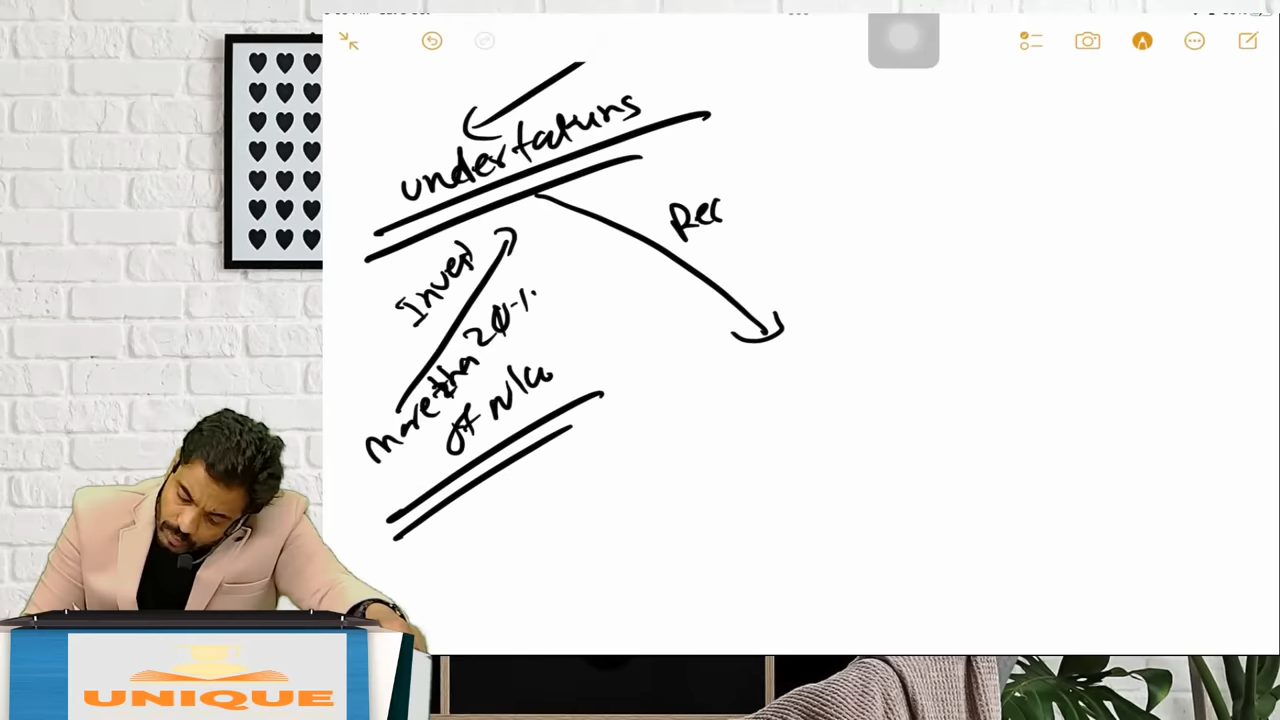 undertakings
Rec
Invest
More than 20%
of N/w
UNIQUE